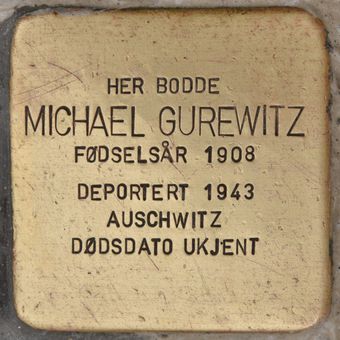 HER BODDE
MICHAEL GUREWITZ
FØDSELSÅR 1908
DEPORTERT 1943
AUSCHWITZ
DØDSDATO UKJENT